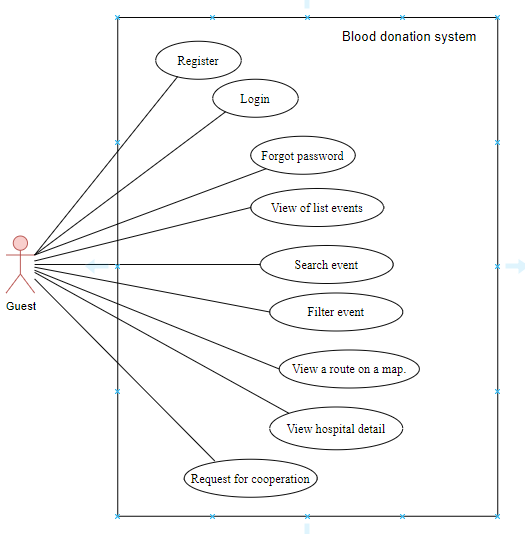 Blood donation system
Register
Login
Forgot password
View of list events
Search event
Filter event
View a route on a map.
View hospital detail
Request for cooperation
Guest